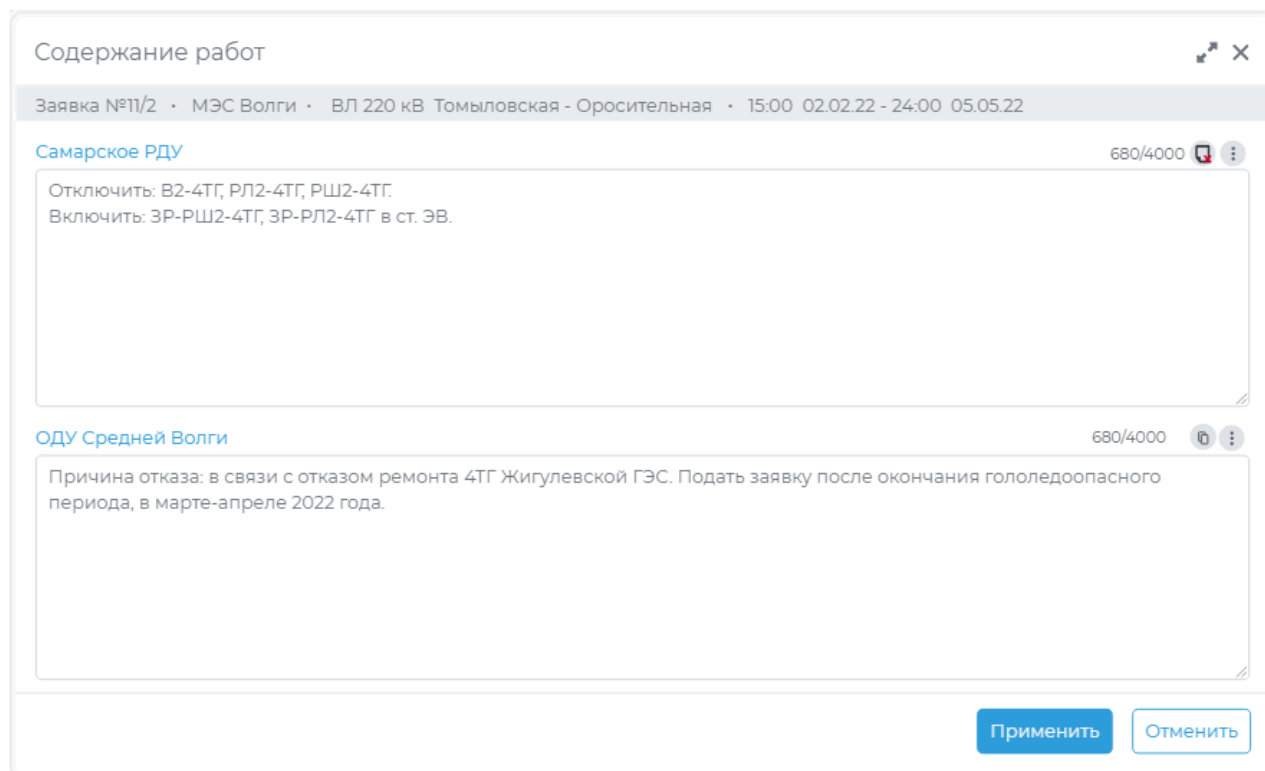 Содержание работ
Заявка №11/2 • МЭС Волги • ВЛ 220 кВ Томыловская - Оросительная • 15:00 02.02.22 - 24:00 05.05.22
Самарское РДУ 680/4000
Отключить: В2-4ТГ, РЛ2-4ТГ, РШ2-4ТГ.
Включить: ЗР-РШ2-4ТГ, ЗР-РЛ2-4ТГ в ст. ЭВ.
ОДУ Средней Волги 680/4000
Причина отказа: в связи с отказом ремонта 4ТГ Жигулевской ГЭС. Подать заявку после окончания гололедоопасного
периода, в марте-апреле 2022 года.
Применить Отменить